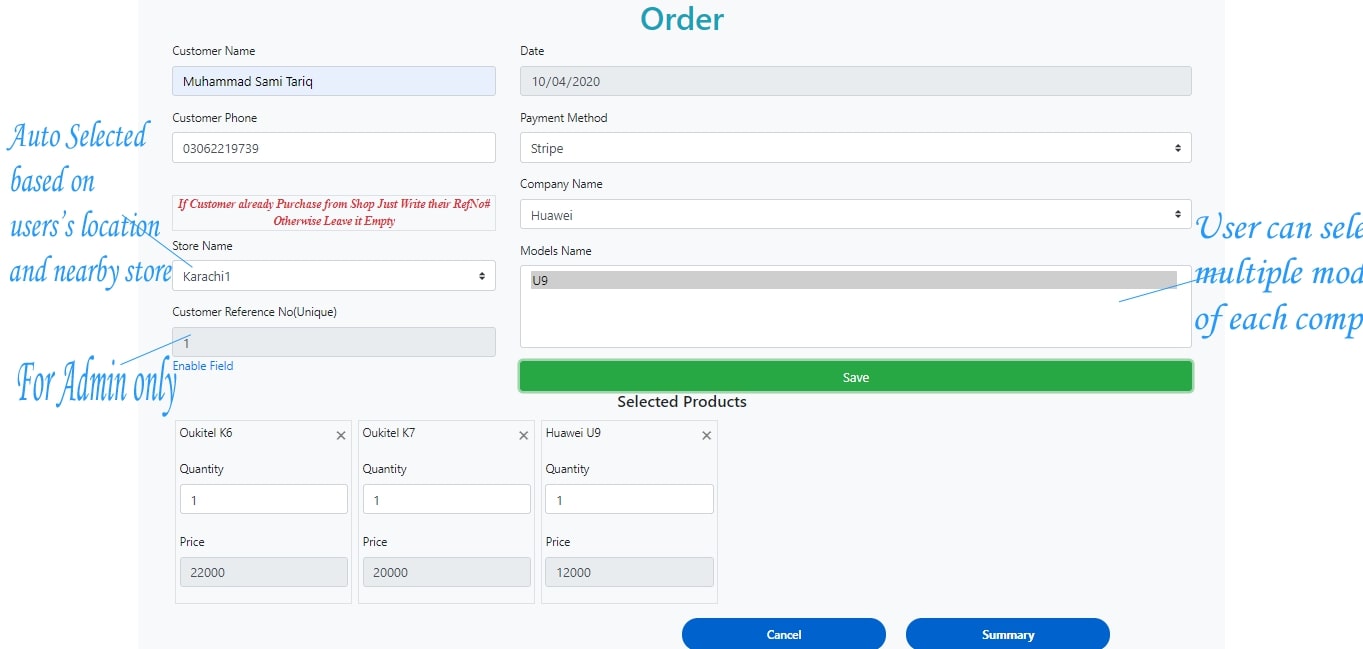 Order
Customer Name
Muhammad Sami Tariq
Date
10/04/2020
Customer Phone
03062219739
Payment Method
Stripe
Auto Selected
based on
users's location
and nearby store
If Customer already Purchase from Shop Just Write their RefNo#
Otherwise Leave it Empty
Company Name
Huawei
Store Name
Karachi1
Models Name
U9
User can sele
multiple mod
of each comp
Customer Reference No(Unique)
1
Enable Field
For Admin only
Save
Selected Products
Oukitel K6
Quantity
1
Price
22000
Oukitel K7
Quantity
1
Price
20000
Huawei U9
Quantity
1
Price
12000
Cancel
Summary